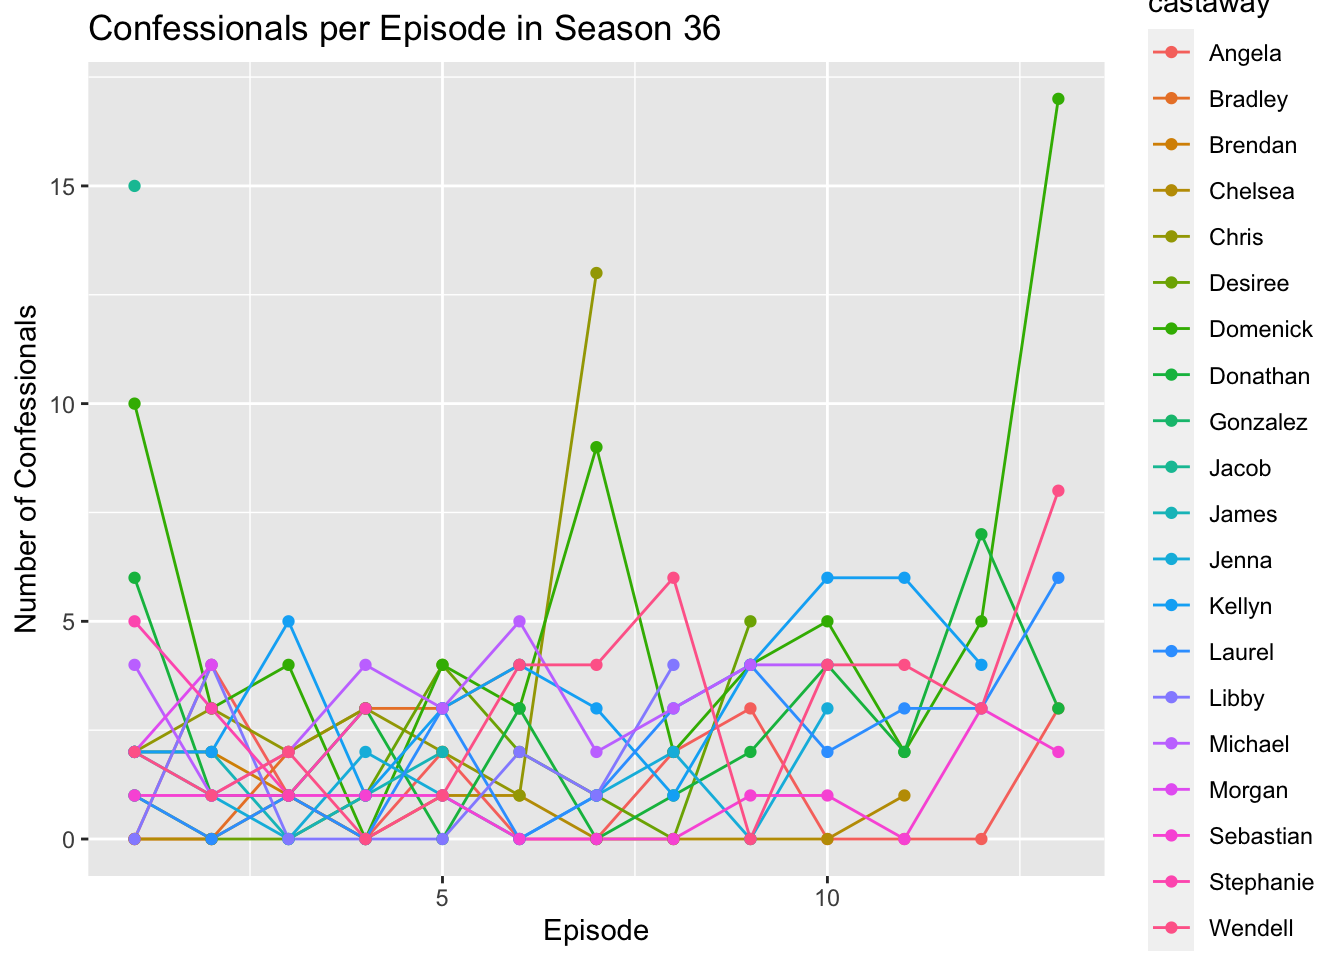 Confessionals per Episode in Season 36
castaway
Angela
Bradley
Brendan
Chelsea
Chris
Desiree
Domenick
Donathan
Gonzalez
Jacob
James
Jenna
Kellyn
Laurel
Libby
Michael
Morgan
Sebastian
Stephanie
Wendell
Number of Confessionals
15
10
5
0
5
10
Episode